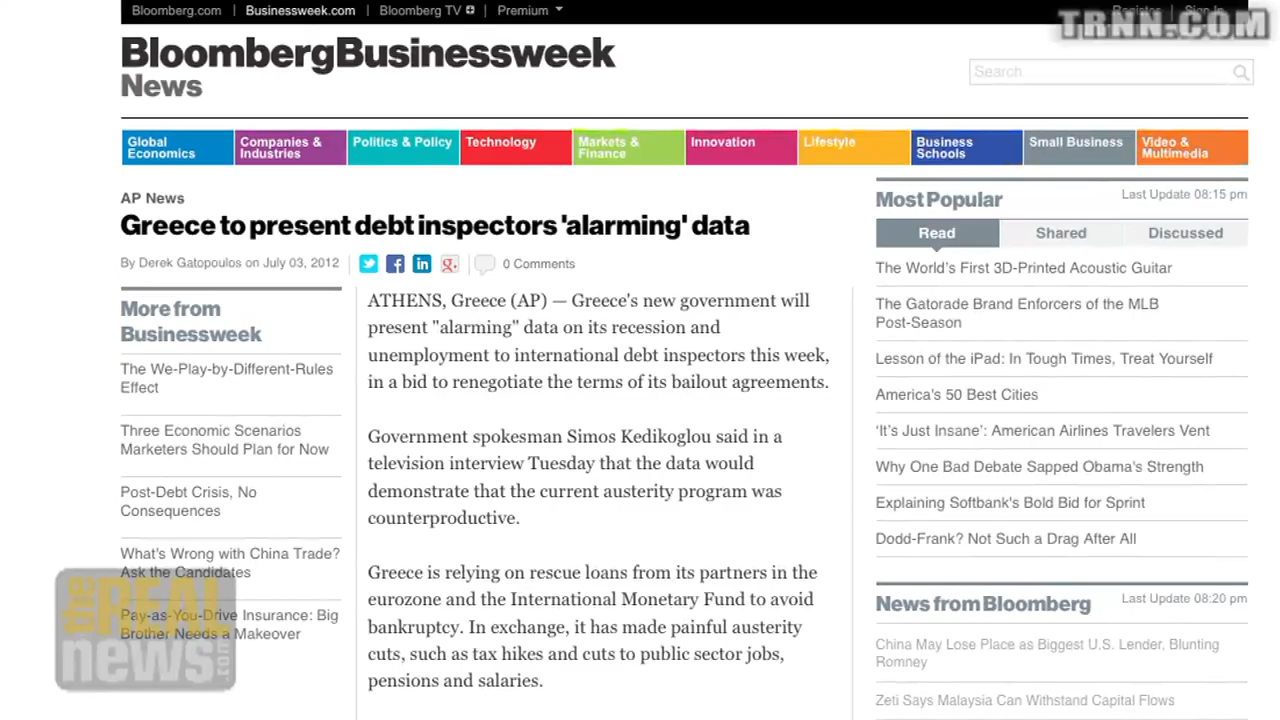 Bloomberg.com
Businessweek.com
Bloomberg TV
Premium
Register
Sign In
TRNN.COM
BloombergBusinessweek
News
Search
Global
Economics
Companies &
Industries
Politics & Policy
Technology
Markets &
Finance
Innovation
Lifestyle
Business
Schools
Small Business
Video &
Multimedia
AP News
Greece to present debt inspectors 'alarming' data
By Derek Gatopoulos on July 03, 2012
0 Comments
More from
Businessweek
The We-Play-by-Different-Rules
Effect
Three Economic Scenarios
Marketers Should Plan for Now
Post-Debt Crisis, No
Consequences
What's Wrong with China Trade?
Ask the Candidates
Pay-as-You-Drive Insurance: Big
Brother Needs a Makeover
the REAL
news.com
ATHENS, Greece (AP) — Greece's new government will
present "alarming" data on its recession and
unemployment to international debt inspectors this week,
in a bid to renegotiate the terms of its bailout agreements.
Government spokesman Simos Kedikoglou said in a
television interview Tuesday that the data would
demonstrate that the current austerity program was
counterproductive.
Greece is relying on rescue loans from its partners in the
eurozone and the International Monetary Fund to avoid
bankruptcy. In exchange, it has made painful austerity
cuts, such as tax hikes and cuts to public sector jobs,
pensions and salaries.
Most Popular
Last Update 08:15 pm
Read
Shared
Discussed
The World's First 3D-Printed Acoustic Guitar
The Gatorade Brand Enforcers of the MLB
Post-Season
Lesson of the iPad: In Tough Times, Treat Yourself
America's 50 Best Cities
‘It's Just Insane’: American Airlines Travelers Vent
Why One Bad Debate Sapped Obama's Strength
Explaining Softbank's Bold Bid for Sprint
Dodd-Frank? Not Such a Drag After All
News from Bloomberg
Last Update 08:20 pm
China May Lose Place as Biggest U.S. Lender, Blunting
Romney
Zeti Says Malaysia Can Withstand Capital Flows